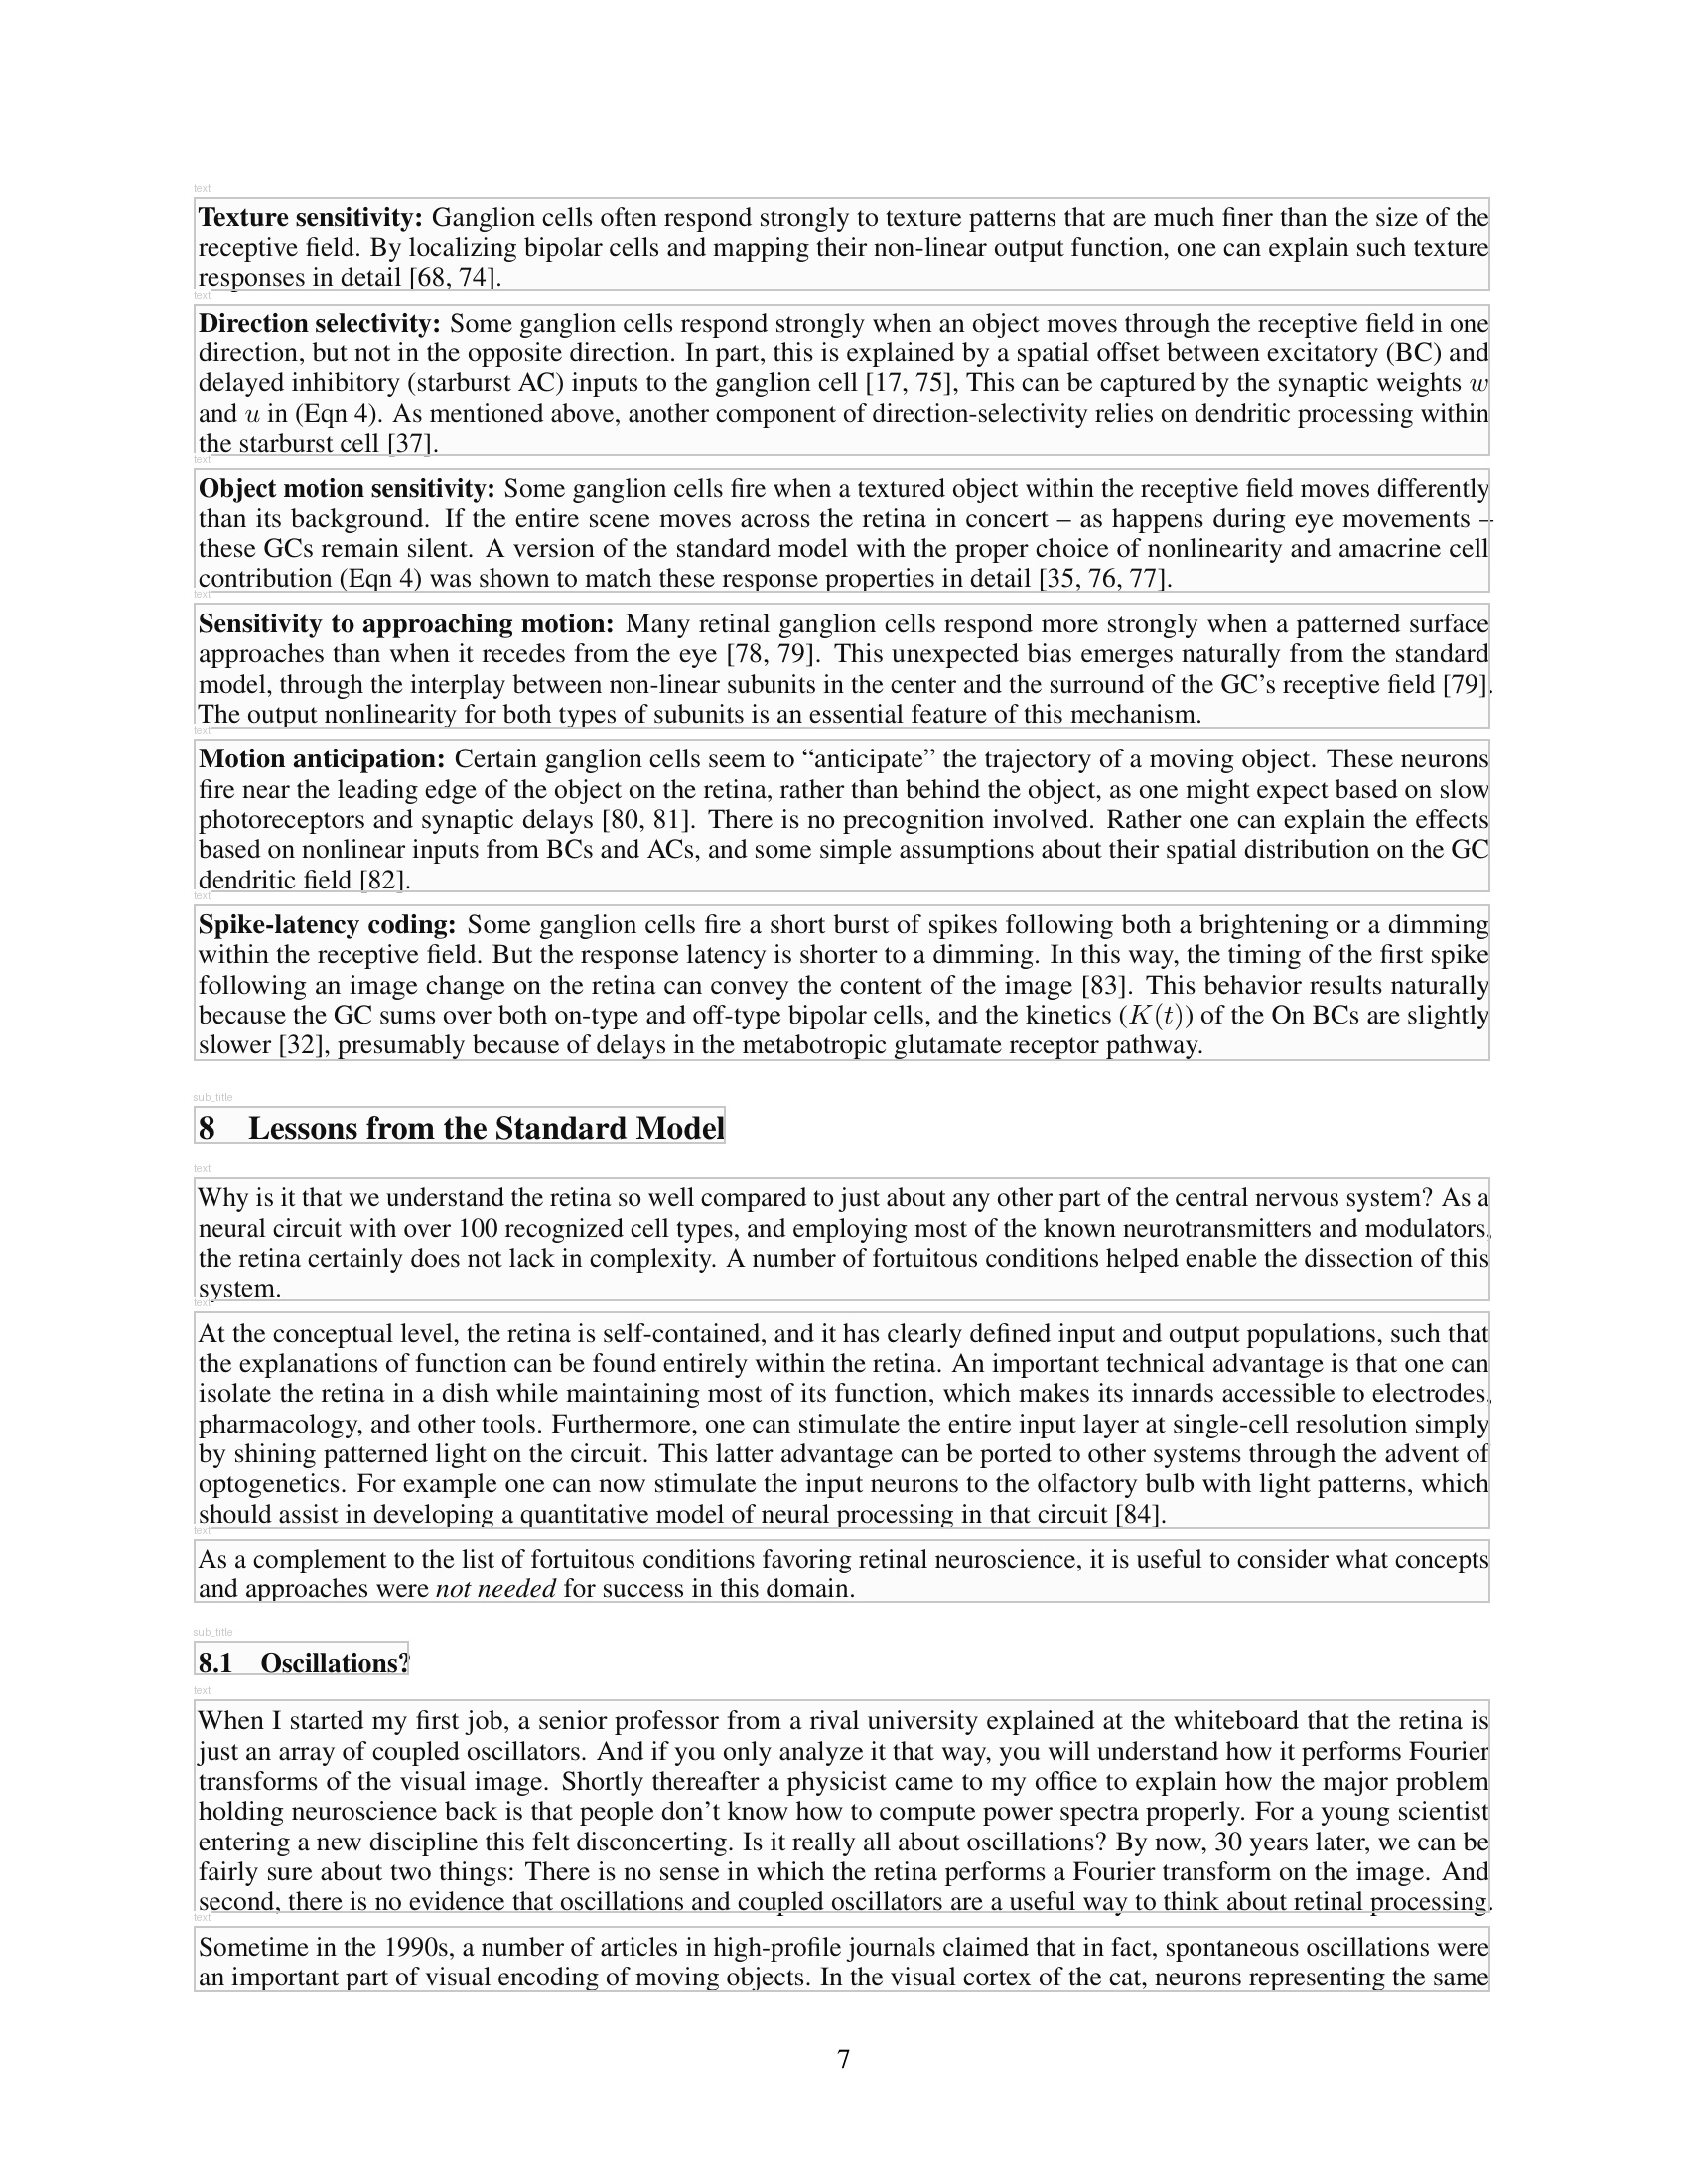 text
Texture sensitivity: Ganglion cells often respond strongly to texture patterns that are much finer than the size of the
receptive field. By localizing bipolar cells and mapping their non-linear output function, one can explain such texture
responses in detail [68, 74].
text
Direction selectivity: Some ganglion cells respond strongly when an object moves through the receptive field in one
direction, but not in the opposite direction. In part, this is explained by a spatial offset between excitatory (BC) and
delayed inhibitory (starburst AC) inputs to the ganglion cell [17, 75], This can be captured by the synaptic weights w
and u in (Eqn 4). As mentioned above, another component of direction-selectivity relies on dendritic processing within
the starburst cell [37].
text
Object motion sensitivity: Some ganglion cells fire when a textured object within the receptive field moves differently
than its background. If the entire scene moves across the retina in concert – as happens during eye movements –
these GCs remain silent. A version of the standard model with the proper choice of nonlinearity and amacrine cell
contribution (Eqn 4) was shown to match these response properties in detail [35, 76, 77].
text
Sensitivity to approaching motion: Many retinal ganglion cells respond more strongly when a patterned surface
approaches than when it recedes from the eye [78, 79]. This unexpected bias emerges naturally from the standard
model, through the interplay between non-linear subunits in the center and the surround of the GC's receptive field [79].
The output nonlinearity for both types of subunits is an essential feature of this mechanism.
text
Motion anticipation: Certain ganglion cells seem to “anticipate” the trajectory of a moving object. These neurons
fire near the leading edge of the object on the retina, rather than behind the object, as one might expect based on slow
photoreceptors and synaptic delays [80, 81]. There is no precognition involved. Rather one can explain the effects
based on nonlinear inputs from BCs and ACs, and some simple assumptions about their spatial distribution on the GC
dendritic field [82].
text
Spike-latency coding: Some ganglion cells fire a short burst of spikes following both a brightening or a dimming
within the receptive field. But the response latency is shorter to a dimming. In this way, the timing of the first spike
following an image change on the retina can convey the content of the image [83]. This behavior results naturally
because the GC sums over both on-type and off-type bipolar cells, and the kinetics (K(t)) of the On BCs are slightly
slower [32], presumably because of delays in the metabotropic glutamate receptor pathway.
sub_title
8 Lessons from the Standard Model
text
Why is it that we understand the retina so well compared to just about any other part of the central nervous system? As a
neural circuit with over 100 recognized cell types, and employing most of the known neurotransmitters and modulators,
the retina certainly does not lack in complexity. A number of fortuitous conditions helped enable the dissection of this
system.
text
At the conceptual level, the retina is self-contained, and it has clearly defined input and output populations, such that
the explanations of function can be found entirely within the retina. An important technical advantage is that one can
isolate the retina in a dish while maintaining most of its function, which makes its innards accessible to electrodes,
pharmacology, and other tools. Furthermore, one can stimulate the entire input layer at single-cell resolution simply
by shining patterned light on the circuit. This latter advantage can be ported to other systems through the advent of
optogenetics. For example one can now stimulate the input neurons to the olfactory bulb with light patterns, which
should assist in developing a quantitative model of neural processing in that circuit [84].
text
As a complement to the list of fortuitous conditions favoring retinal neuroscience, it is useful to consider what concepts
and approaches were not needed for success in this domain.
sub_title
8.1 Oscillations?
text
When I started my first job, a senior professor from a rival university explained at the whiteboard that the retina is
just an array of coupled oscillators. And if you only analyze it that way, you will understand how it performs Fourier
transforms of the visual image. Shortly thereafter a physicist came to my office to explain how the major problem
holding neuroscience back is that people don't know how to compute power spectra properly. For a young scientist
entering a new discipline this felt disconcerting. Is it really all about oscillations? By now, 30 years later, we can be
fairly sure about two things: There is no sense in which the retina performs a Fourier transform on the image. And
second, there is no evidence that oscillations and coupled oscillators are a useful way to think about retinal processing.
text
Sometime in the 1990s, a number of articles in high-profile journals claimed that in fact, spontaneous oscillations were
an important part of visual encoding of moving objects. In the visual cortex of the cat, neurons representing the same
7